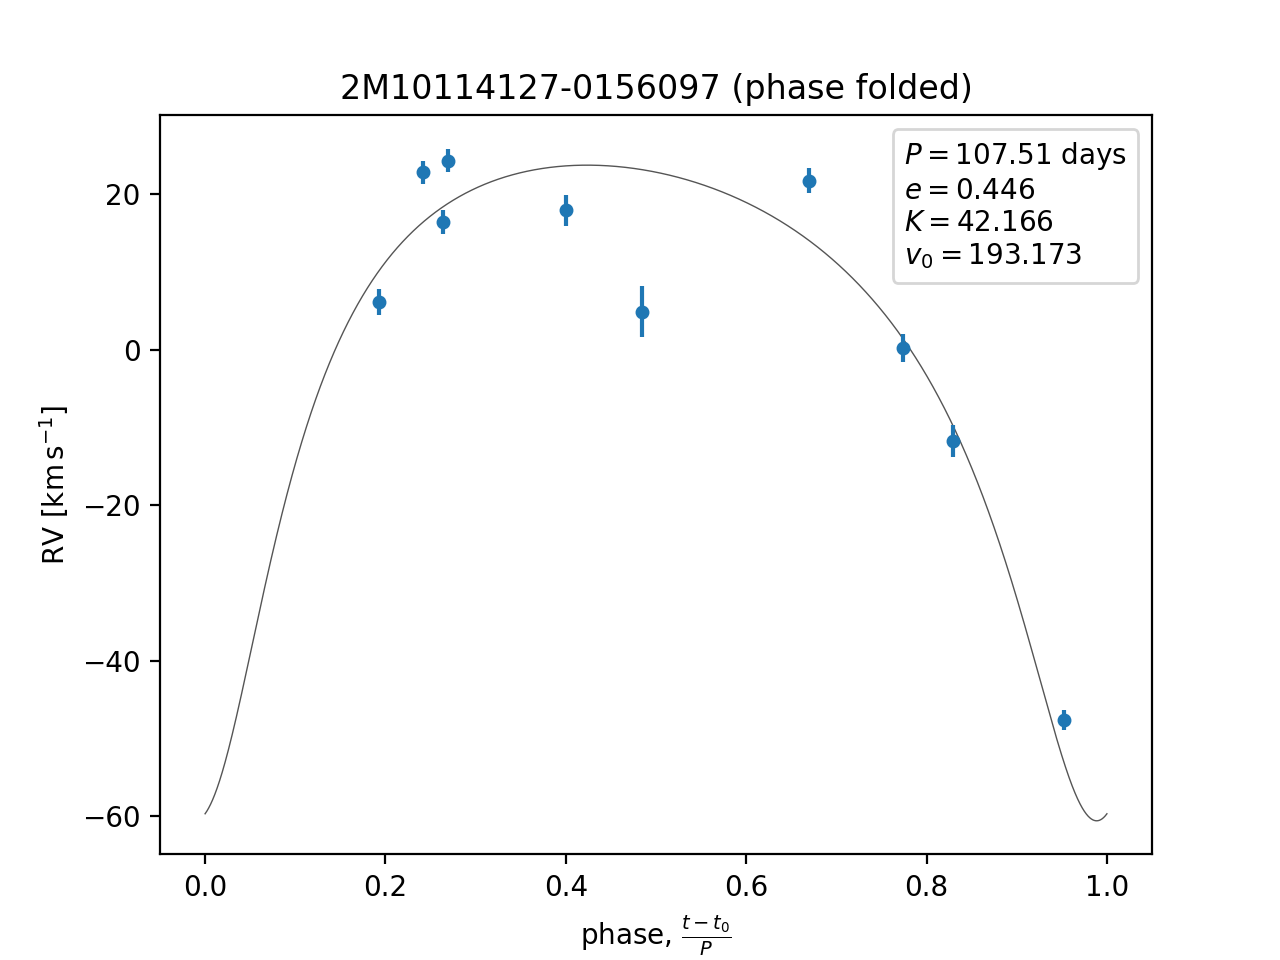 2M10114127-0156097 (phase folded)
P = 107.51 days
e = 0.446
K = 42.166
v₀ = 193.173
20
0
−20
−40
−60
RV [km s⁻¹]
0.0 0.2 0.4 0.6 0.8 1.0
phase, (t − t₀)/P